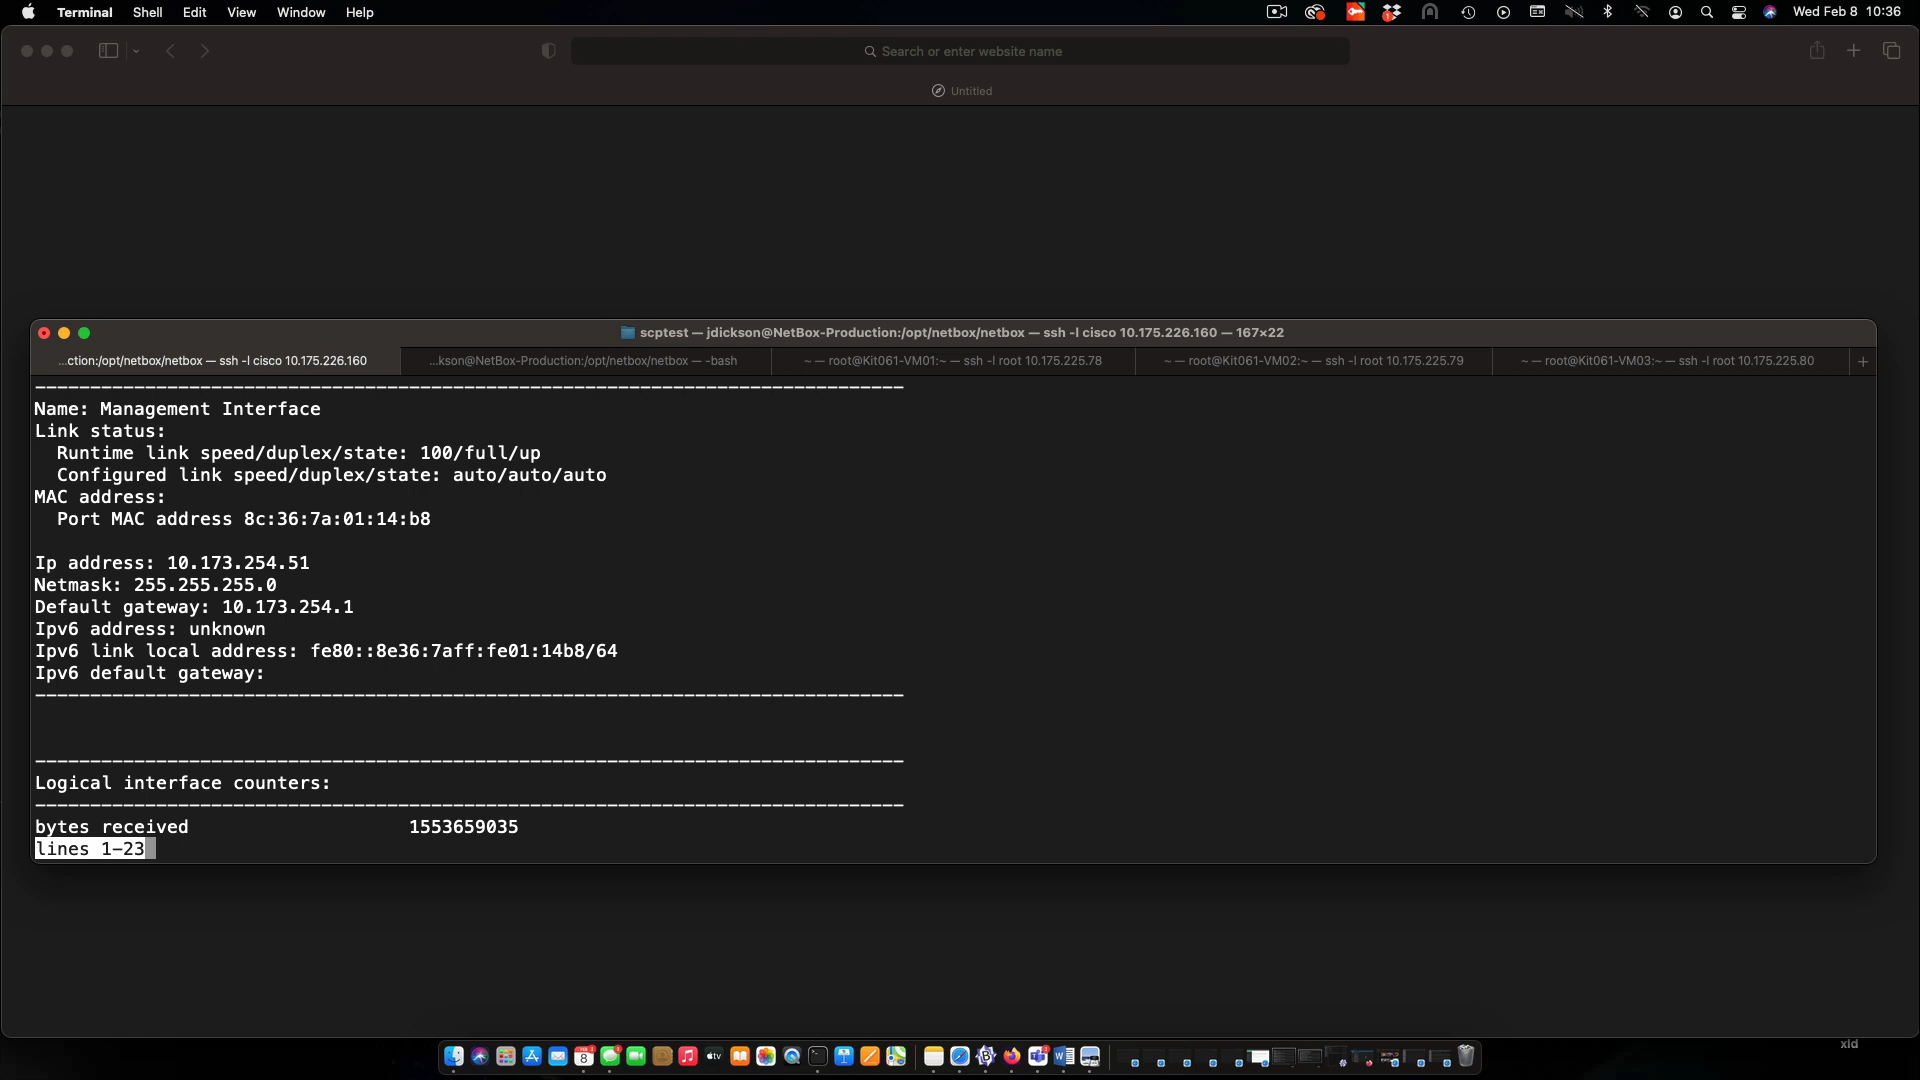 Terminal Shell Edit View Window Help
Wed Feb 8 10:36
Search or enter website name
Untitled
scptest — jdickson@NetBox-Production:/opt/netbox/netbox — ssh -l cisco 10.175.226.160 — 167×22
...ction:/opt/netbox/netbox — ssh -l cisco 10.175.226.160
...kson@NetBox-Production:/opt/netbox/netbox — -bash
~ — root@Kit061-VM01:~ — ssh -l root 10.175.225.78
~ — root@Kit061-VM02:~ — ssh -l root 10.175.225.79
~ — root@Kit061-VM03:~ — ssh -l root 10.175.225.80
Name: Management Interface
Link status:
Runtime link speed/duplex/state: 100/full/up
Configured link speed/duplex/state: auto/auto/auto
MAC address:
Port MAC address 8c:36:7a:01:14:b8
Ip address: 10.173.254.51
Netmask: 255.255.255.0
Default gateway: 10.173.254.1
Ipv6 address: unknown
Ipv6 link local address: fe80::8e36:7aff:fe01:14b8/64
Ipv6 default gateway:
Logical interface counters:
bytes received 1553659035
lines 1-23
xld